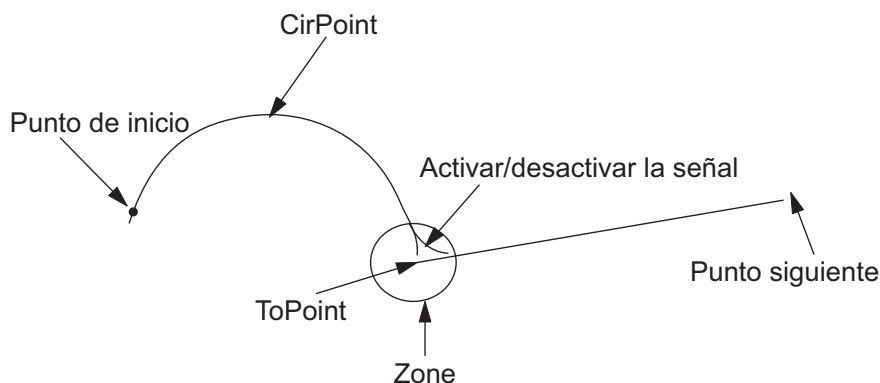 CirPoint
Punto de inicio
Activar/desactivar la señal
Punto siguiente
ToPoint
Zone